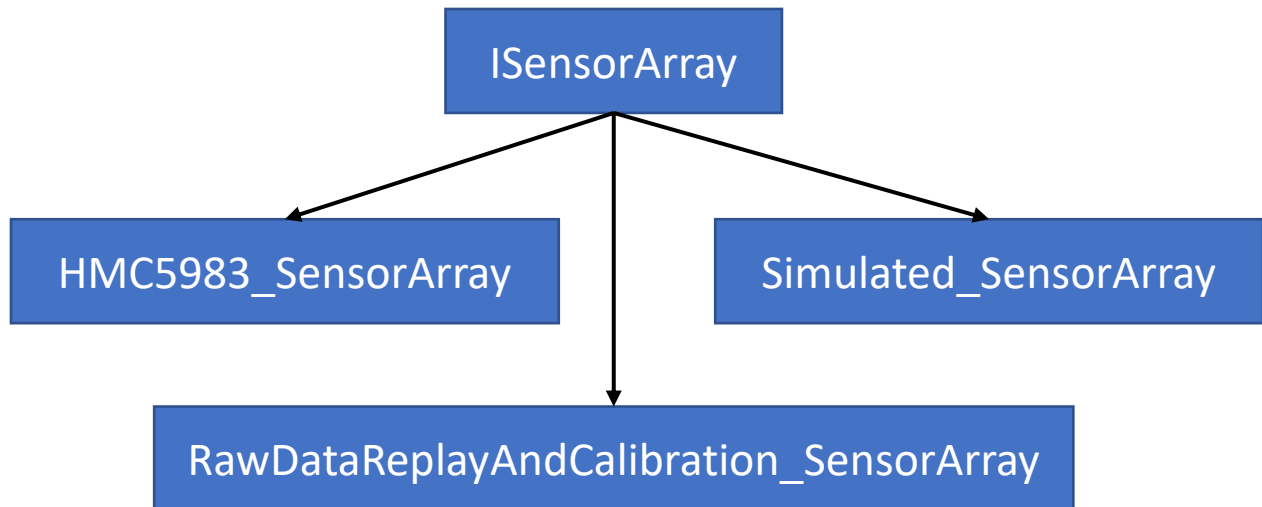 ISensorArray
HMC5983_SensorArray
Simulated_SensorArray
RawDataReplayAndCalibration_SensorArray